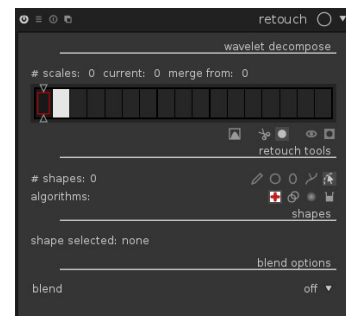 retouch
wavelet decompose
# scales: 0 current: 0 merge from: 0
retouch tools
# shapes: 0
algorithms:
shapes
shape selected: none
blend options
blend off